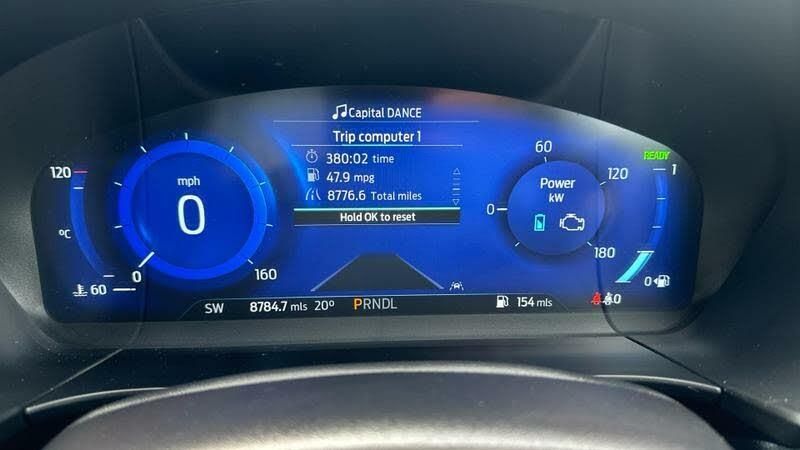 Capital DANCE
Trip computer 1
380:02 time
47.9 mpg
8776.6 Total miles
Hold OK to reset
120
°C
60
mph
0
0
160
60
0
120
180
Power
kW
READY
1
0
SW 8784.7 mls 20° PRNDL 154 mls 0